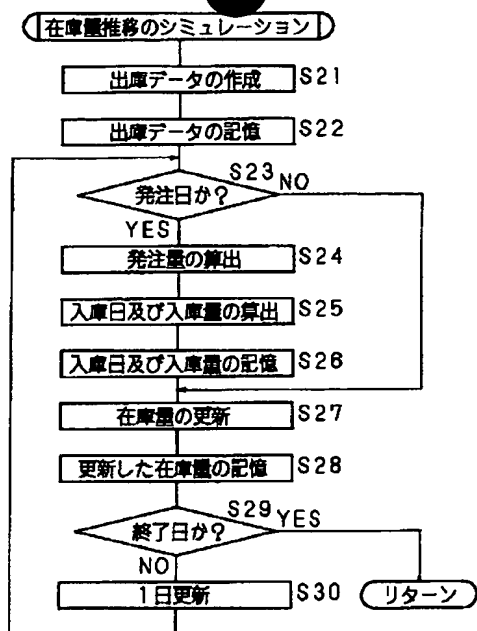 在庫量推移のシミュレーション
出庫データの作成 S21
出庫データの記憶 S22
発注日か? S23 NO
YES
発注量の算出 S24
入庫日及び入庫量の算出 S25
入庫日及び入庫量の記憶 S26
在庫量の更新 S27
更新した在庫量の記憶 S28
終了日か? S29 YES
NO
1日更新 S30 リターン